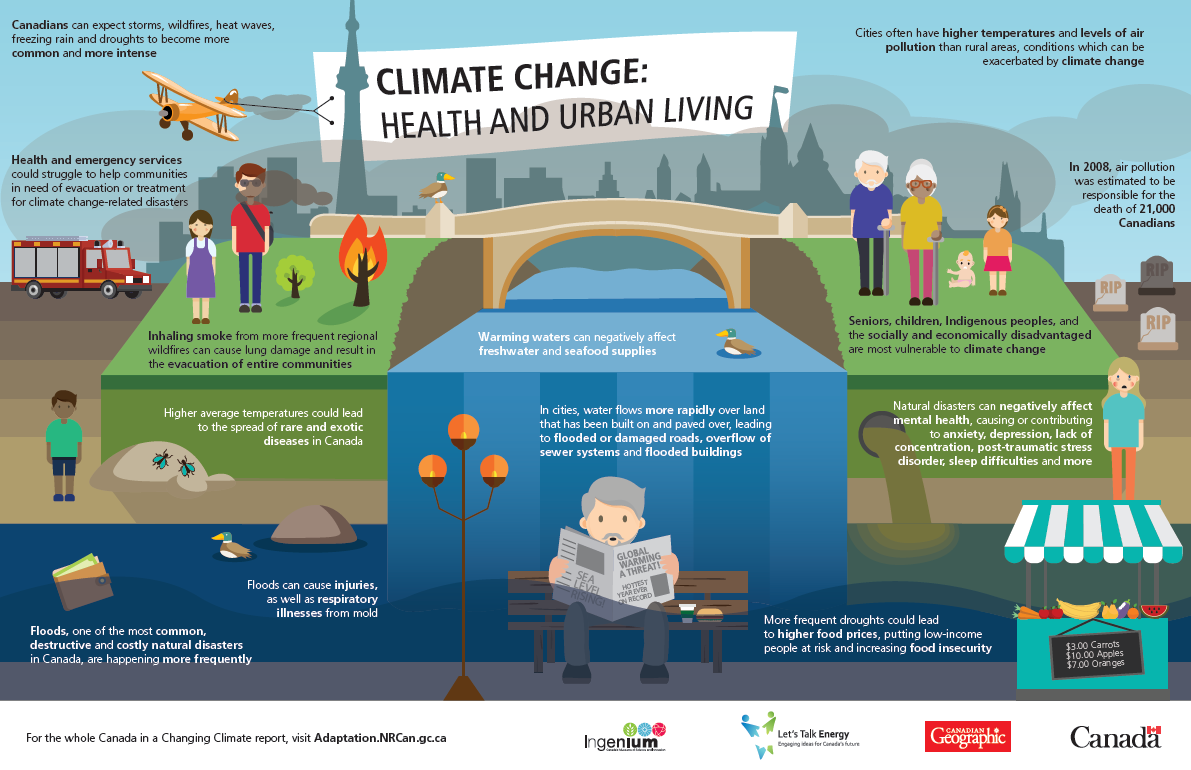 Canadians can expect storms, wildfires, heat waves,
freezing rain and droughts to become more
common and more intense
Cities often have higher temperatures and levels of air
pollution than rural areas, conditions which can be
exacerbated by climate change
CLIMATE CHANGE:
HEALTH AND URBAN LIVING
Health and emergency services
could struggle to help communities
in need of evacuation or treatment
for climate change-related disasters
In 2008, air pollution
was estimated to be
responsible for the
death of 21,000
Canadians
RIP
RIP
RIP
Inhaling smoke from more frequent regional
wildfires can cause lung damage and result in
the evacuation of entire communities
Warming waters can negatively affect
freshwater and seafood supplies
Seniors, children, Indigenous peoples, and
the socially and economically disadvantaged
are most vulnerable to climate change
Higher average temperatures could lead
to the spread of rare and exotic
diseases in Canada
In cities, water flows more rapidly over land
that has been built on and paved over, leading
to flooded or damaged roads, overflow of
sewer systems and flooded buildings
Natural disasters can negatively affect
mental health, causing or contributing
to anxiety, depression, lack of
concentration, post-traumatic stress
disorder, sleep difficulties and more
SEA
LEVEL
RISING!
GLOBAL
WARMING
A THREAT!
HOTTEST
YEAR EVER
ON RECORD
Floods can cause injuries,
as well as respiratory
illnesses from mold
Floods, one of the most common,
destructive and costly natural disasters
in Canada, are happening more frequently
More frequent droughts could lead
to higher food prices, putting low-income
people at risk and increasing food insecurity
$3.00 Carrots
$10.00 Apples
$7.00 Oranges
For the whole Canada in a Changing Climate report, visit Adaptation.NRCan.gc.ca
Ingenium
Let's Talk Energy
Engaging ideas for Canada's future
CANADIAN
Geographic
Canada